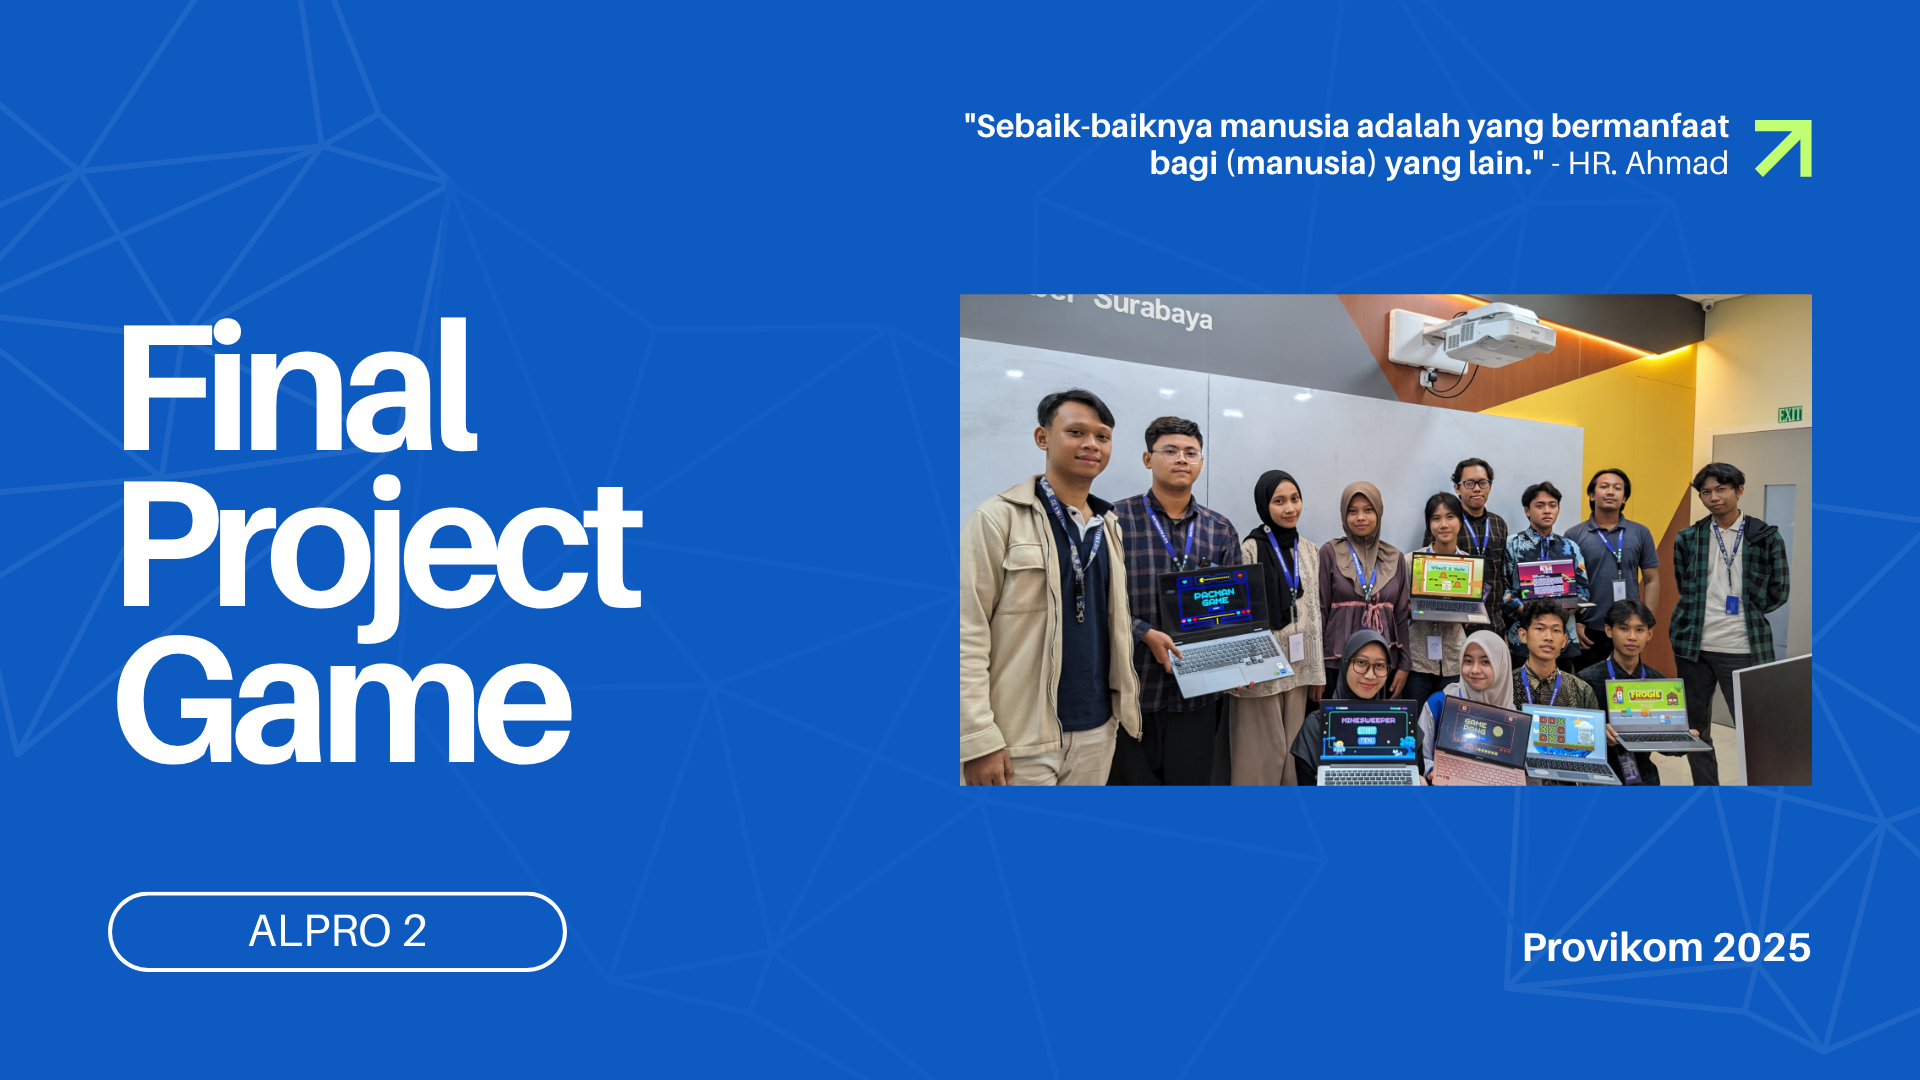 "Sebaik-baiknya manusia adalah yang bermanfaat
bagi (manusia) yang lain." - HR. Ahmad
Final
Project
Game
Surabaya
EXIT
PACMAN
GAME
MINESWEEPER
START
MENU
GAME
PONG
FROGIE
ALPRO 2
Provikom 2025